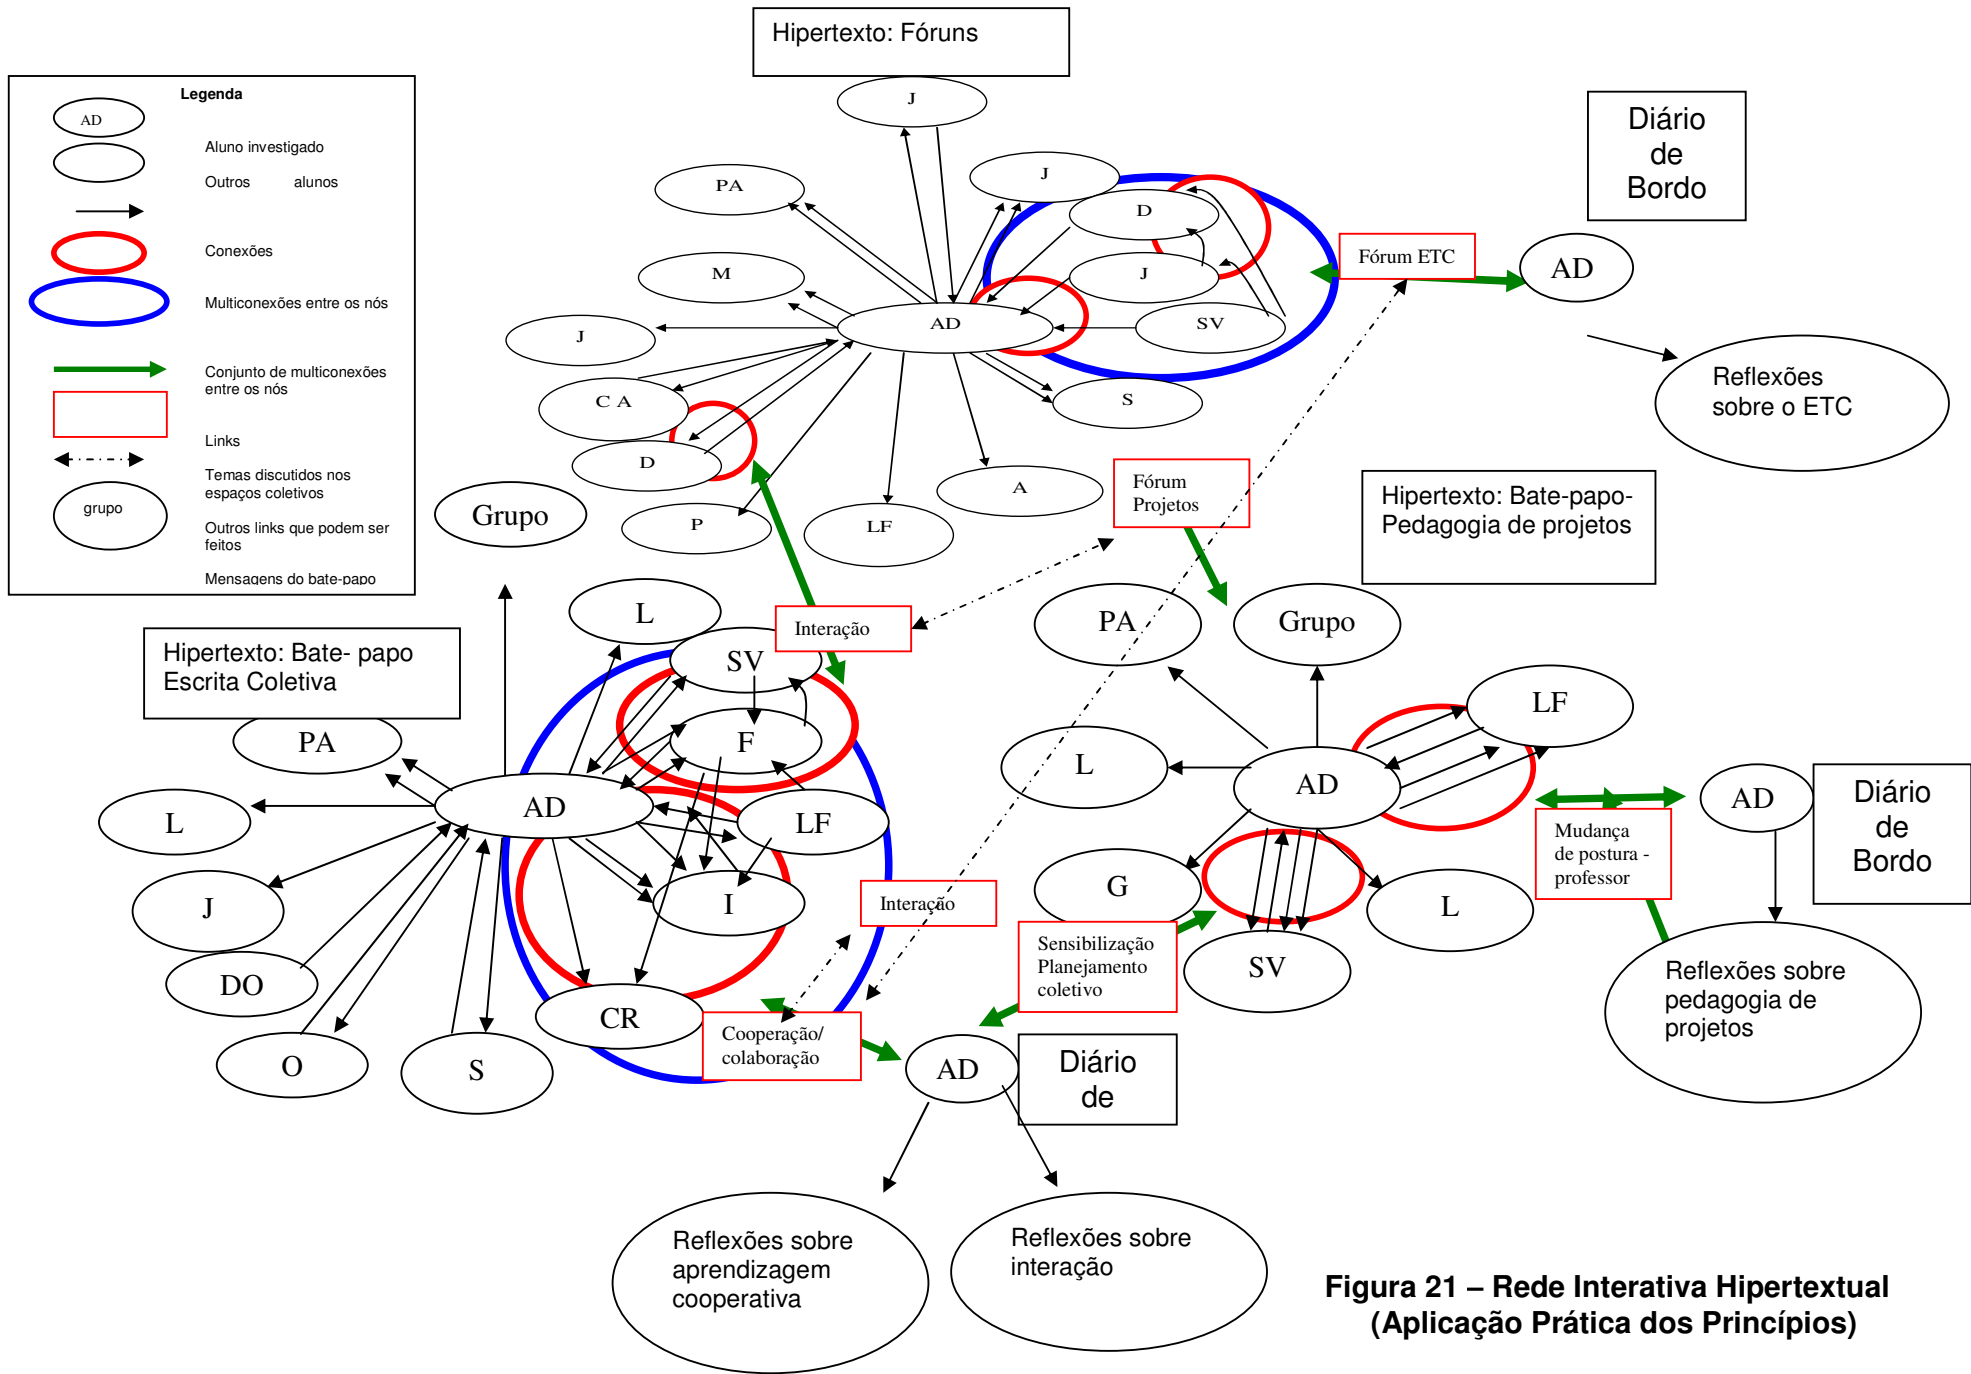 Hipertexto: Fóruns
Legenda
AD
Aluno investigado
Outros alunos
Conexões
Multiconexões entre os nós
Conjunto de multiconexões
entre os nós
Links
Temas discutidos nos
espaços coletivos
grupo
Outros links que podem ser
feitos
Mensagens do bate-papo
J
PA
J
D
M
J
AD
SV
J
C A
S
D
A
P
LF
Fórum ETC
Diário
de
Bordo
AD
Reflexões
sobre o ETC
Fórum
Projetos
Hipertexto: Bate-papo-
Pedagogia de projetos
Grupo
Interação
Hipertexto: Bate- papo
Escrita Coletiva
L
SV
F
PA
AD
LF
L
I
J
DO
CR
O
S
Interação
Cooperação/
colaboração
PA
Grupo
LF
L
AD
G
L
SV
Sensibilização
Planejamento
coletivo
Mudança
de postura -
professor
AD
Diário
de
Bordo
Reflexões sobre
pedagogia de
projetos
AD
Diário
de
Reflexões sobre
aprendizagem
cooperativa
Reflexões sobre
interação
Figura 21 – Rede Interativa Hipertextual
(Aplicação Prática dos Princípios)